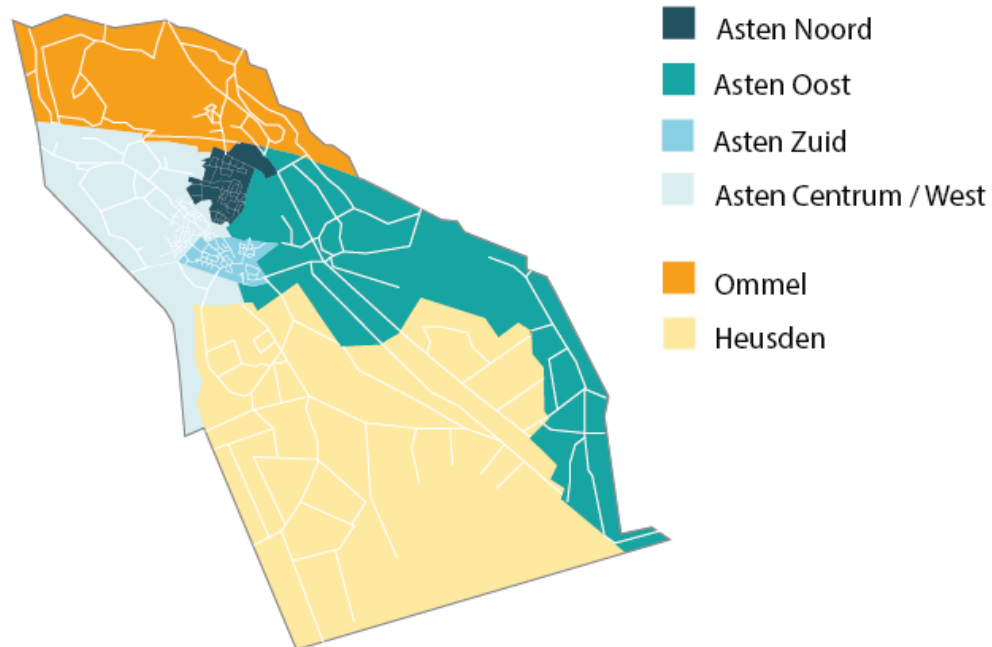 Asten Noord
Asten Oost
Asten Zuid
Asten Centrum / West
Ommel
Heusden